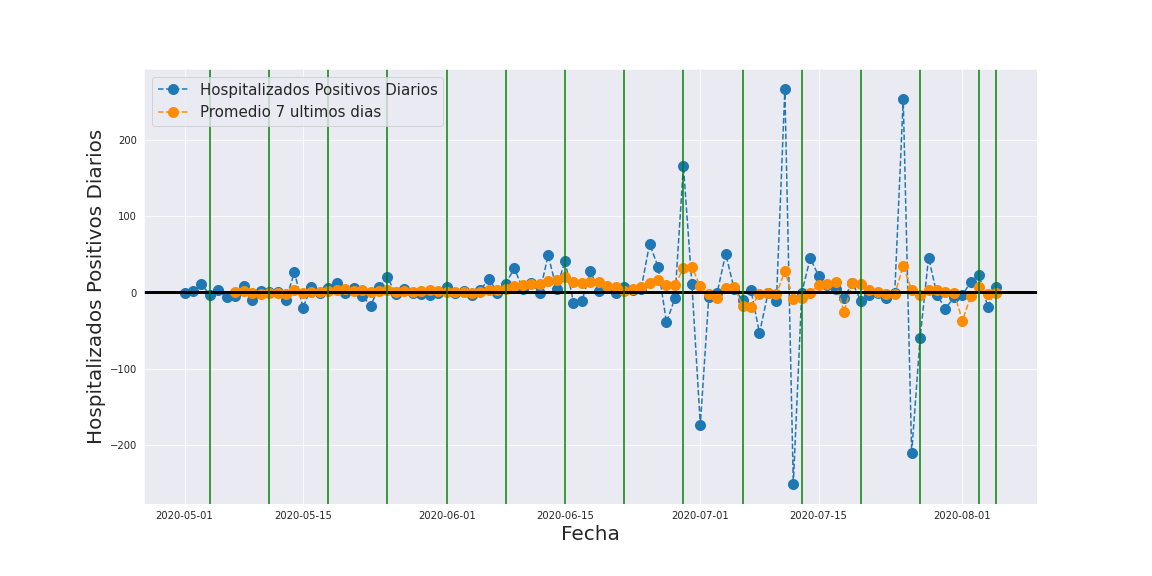 Hospitalizados Positivos Diarios
Promedio 7 ultimos dias
Hospitalizados Positivos Diarios
200
100
0
−100
−200
2020-05-01 2020-05-15 2020-06-01 2020-06-15 2020-07-01 2020-07-15 2020-08-01
Fecha